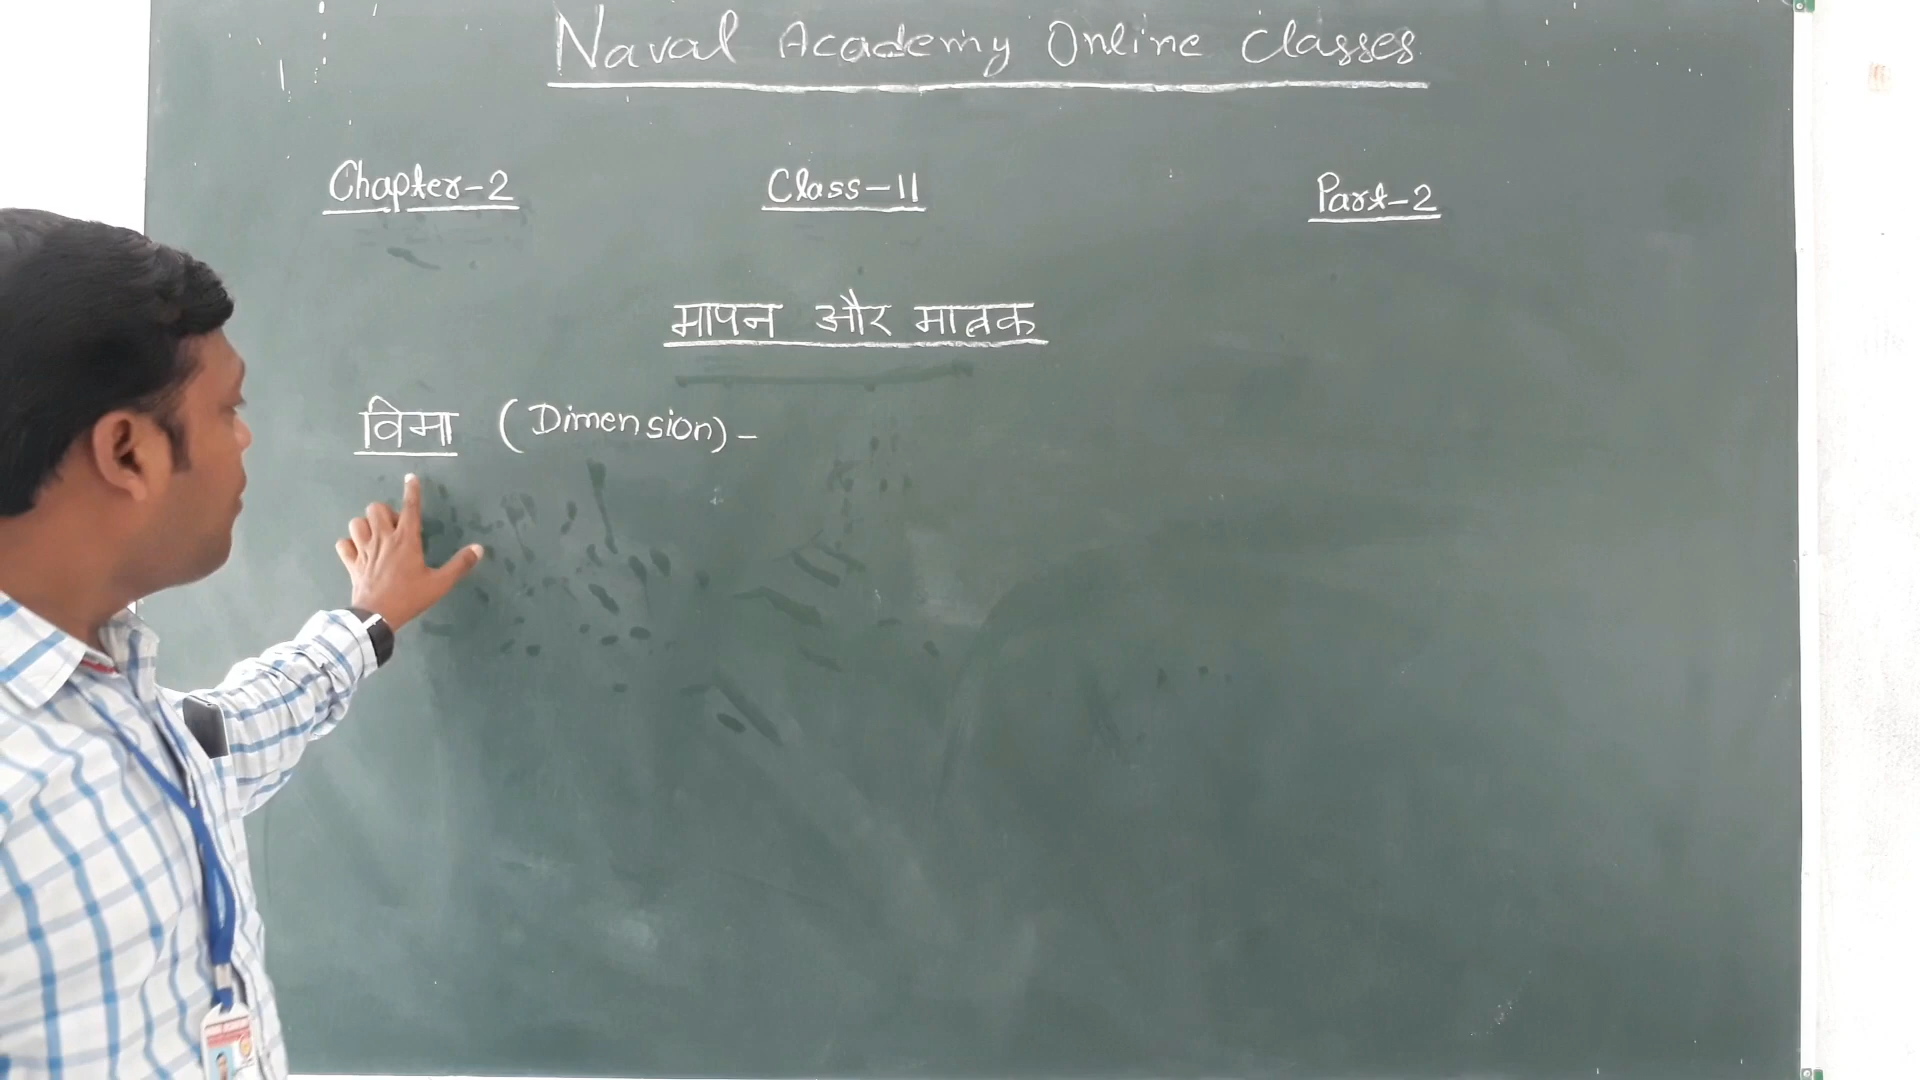 Naval Academy Online Classes
Chapter-2 Class-11 Part-2
मापन और मात्रक
विमा (Dimension)-